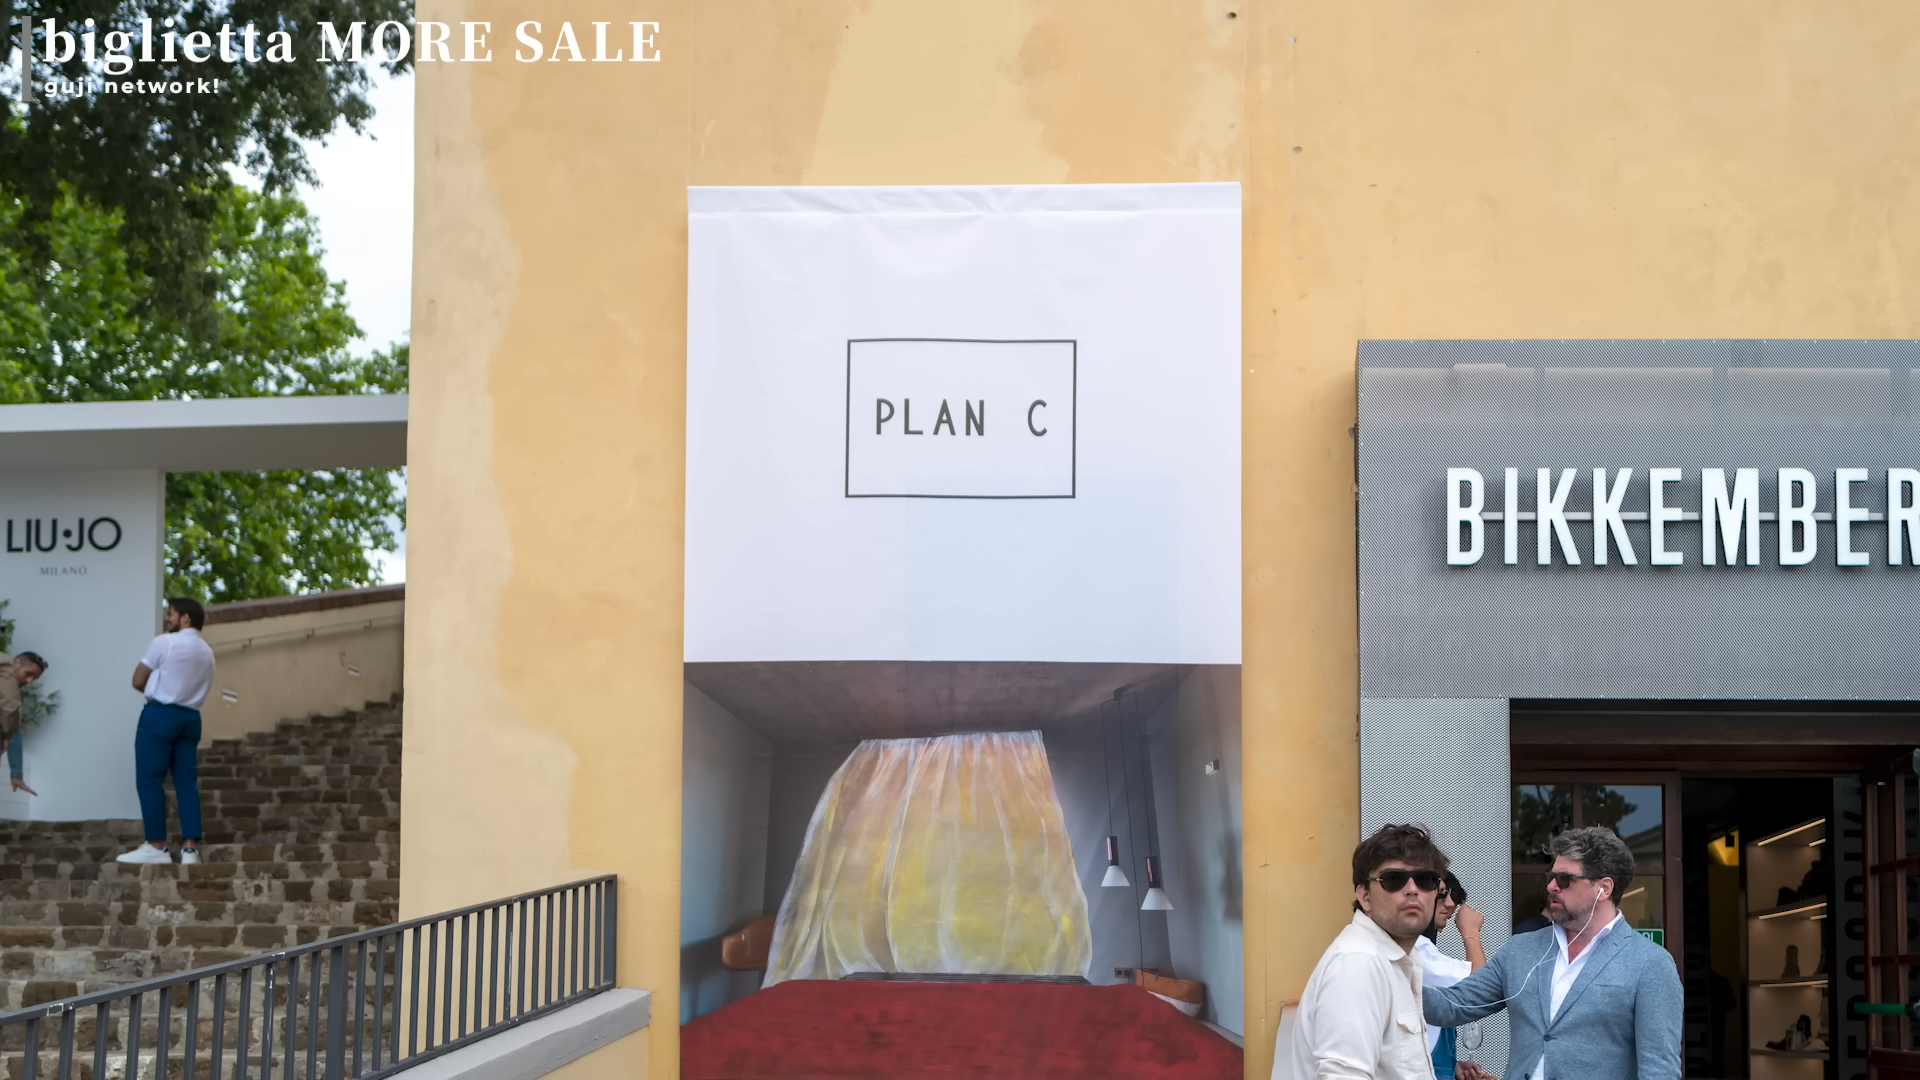 biglietta MORE SALE
guji network!
PLAN C
LIU·JO
MILANO
BIKKEMBER